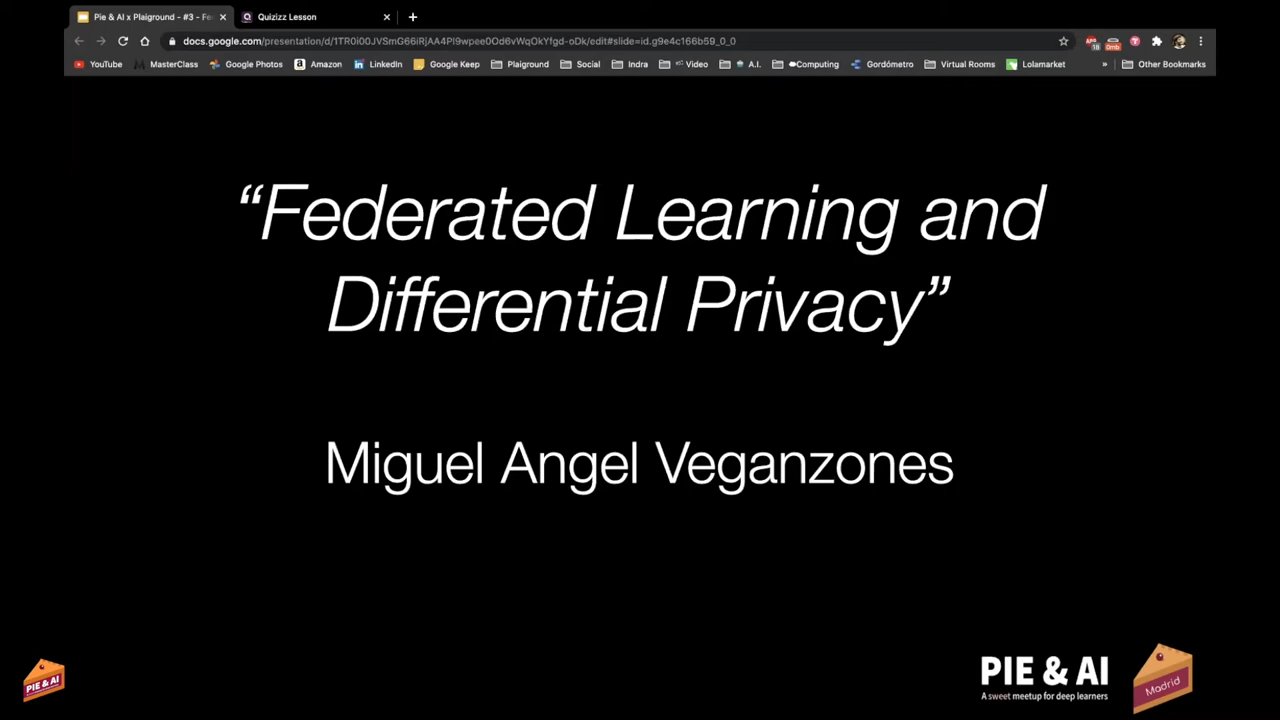 Pie & AI x Plaiground - #3 - Fe
Quizizz Lesson
docs.google.com/presentation/d/1TR0i00JVSmG66iRjAA4PI9wpee0Od6vWqOkYfgd-oDk/edit#slide=id.g9e4c166b59_0_0
YouTube MasterClass Google Photos Amazon LinkedIn Google Keep Plaiground Social Indra Video A.I. Computing Gordómetro Virtual Rooms Lolamarket » Other Bookmarks
“Federated Learning and
Differential Privacy”
Miguel Angel Veganzones
PIE & AI
PIE & AI
A sweet meetup for deep learners
Madrid